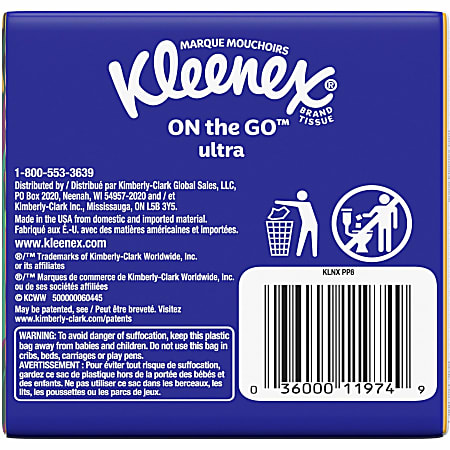 MARQUE MOUCHOIRS
Kleenex®
BRAND
TISSUE
ON the GO™
ultra
1-800-553-3639
Distributed by / Distribué par Kimberly-Clark Global Sales, LLC,
PO Box 2020, Neenah, WI 54957-2020 and / et
Kimberly-Clark Inc., Mississauga, ON L5B 3Y5.
Made in the USA from domestic and imported material.
Fabriqué aux É.-U. avec des matières américaines et importées.
www.kleenex.com
®/™ Trademarks of Kimberly-Clark Worldwide, Inc.
or its affiliates
®/™ Marques de commerce de Kimberly-Clark Worldwide, Inc.
ou de ses sociétés affiliées
© KCWW 500000060445
May be patented, see / Peut être breveté. Visitez
www.kimberly-clark.com/patents
WARNING: To avoid danger of suffocation, keep this plastic
bag away from babies and children. Do not use this bag in
cribs, beds, carriages or play pens.
AVERTISSEMENT : Pour éviter tout risque de suffocation,
gardez ce sac de plastique hors de la portée des bébés et
des enfants. Ne pas utiliser ce sac dans les berceaux, les
lits, les poussettes ou les parcs de jeux.
KLNX PP8
0 36000 11974 9